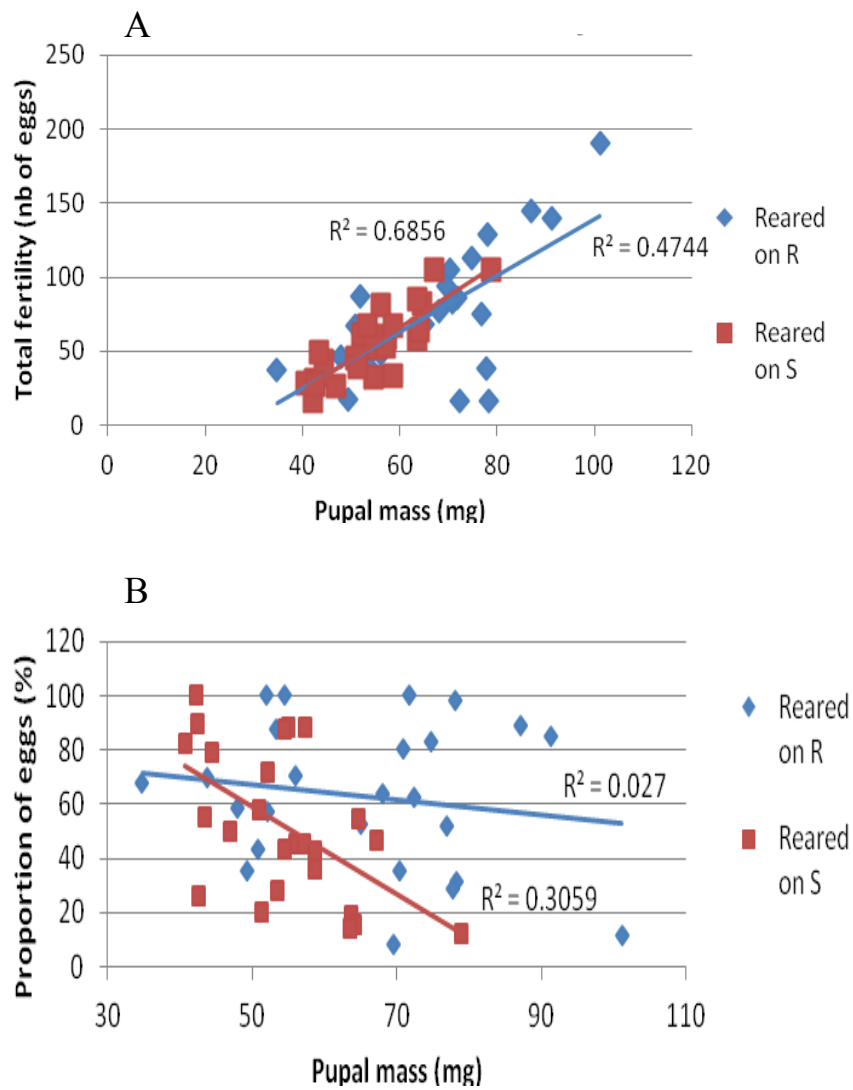 A
250
200
150
100
50
0
Total fertility (nb of eggs)
R² = 0.6856
R² = 0.4744
0 20 40 60 80 100 120
Pupal mass (mg)
Reared
on R
Reared
on S
B
120
100
80
60
40
20
0
Proportion of eggs (%)
R² = 0.027
R² = 0.3059
30 50 70 90 110
Pupal mass (mg)
Reared
on R
Reared
on S